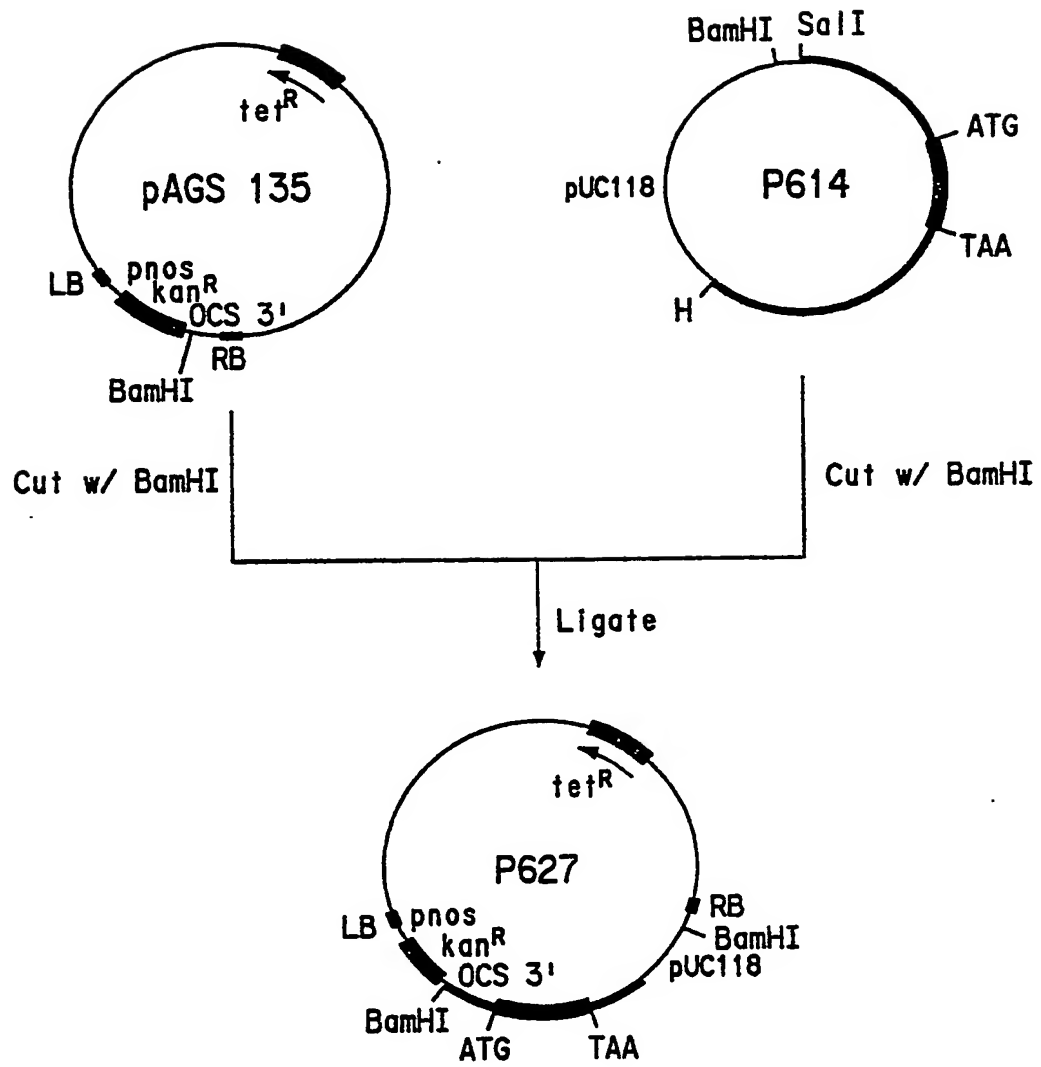 BamHI SalI
tetR
ATG
pAGS 135
pUC118
P614
TAA
LB
pnos
kanR
OCS 3'
H
RB
BamHI
Cut w/ BamHI
Cut w/ BamHI
Ligate
tetR
P627
LB
pnos
kanR
RB
BamHI
pUC118
OCS 3'
BamHI
ATG
TAA